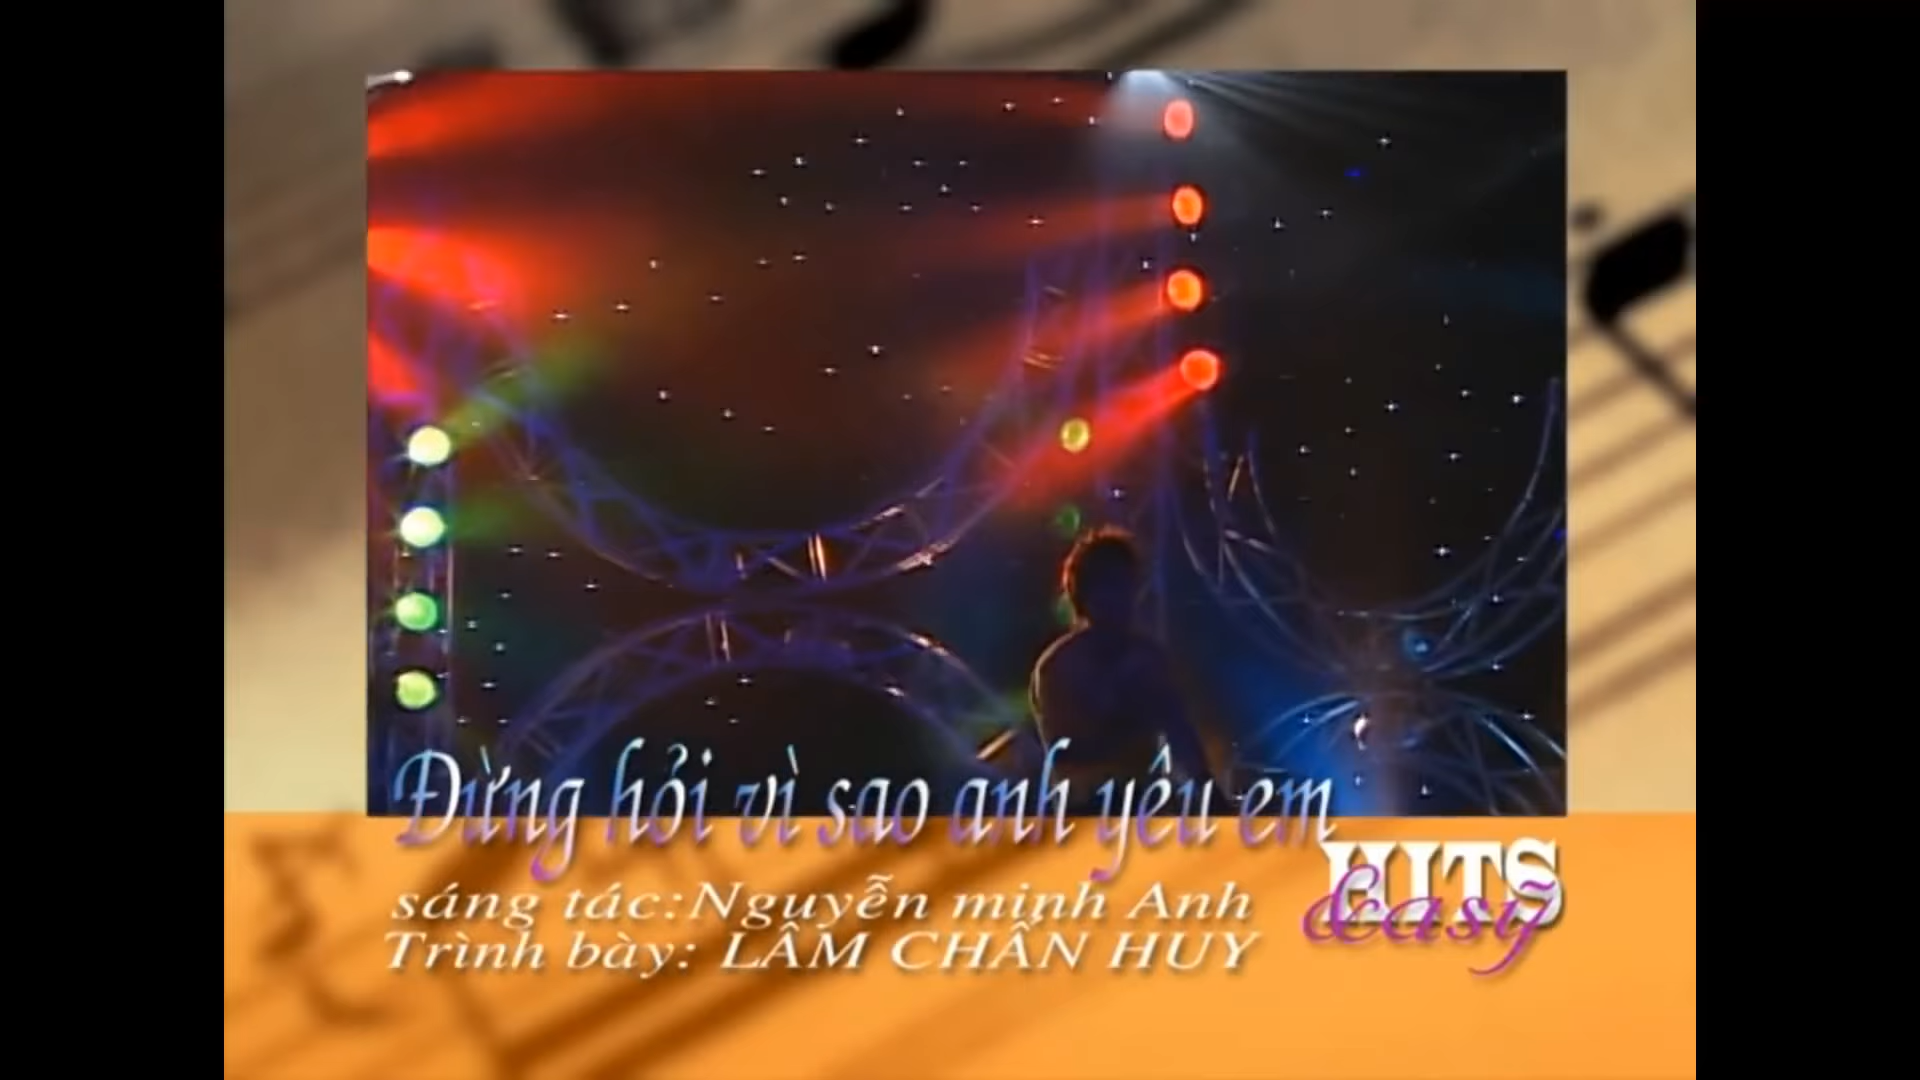 Đừng hỏi vì sao anh yêu em
sáng tác:Nguyễn minh Anh
Trình bày: LÂM CHẤN HUY
HITS
Easy